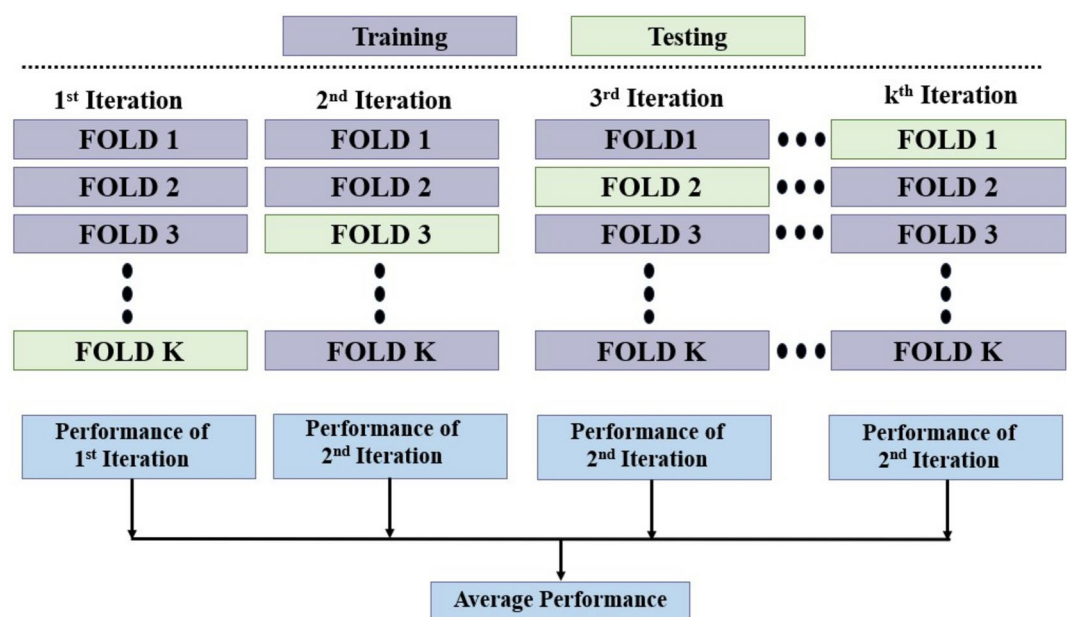 Training Testing
1st Iteration 2nd Iteration 3rd Iteration kth Iteration
FOLD 1 FOLD 1 FOLD1 FOLD 1
FOLD 2 FOLD 2 FOLD 2 FOLD 2
FOLD 3 FOLD 3 FOLD 3 FOLD 3
FOLD K FOLD K FOLD K FOLD K
Performance of
1st Iteration
Performance of
2nd Iteration
Performance of
2nd Iteration
Performance of
2nd Iteration
Average Performance